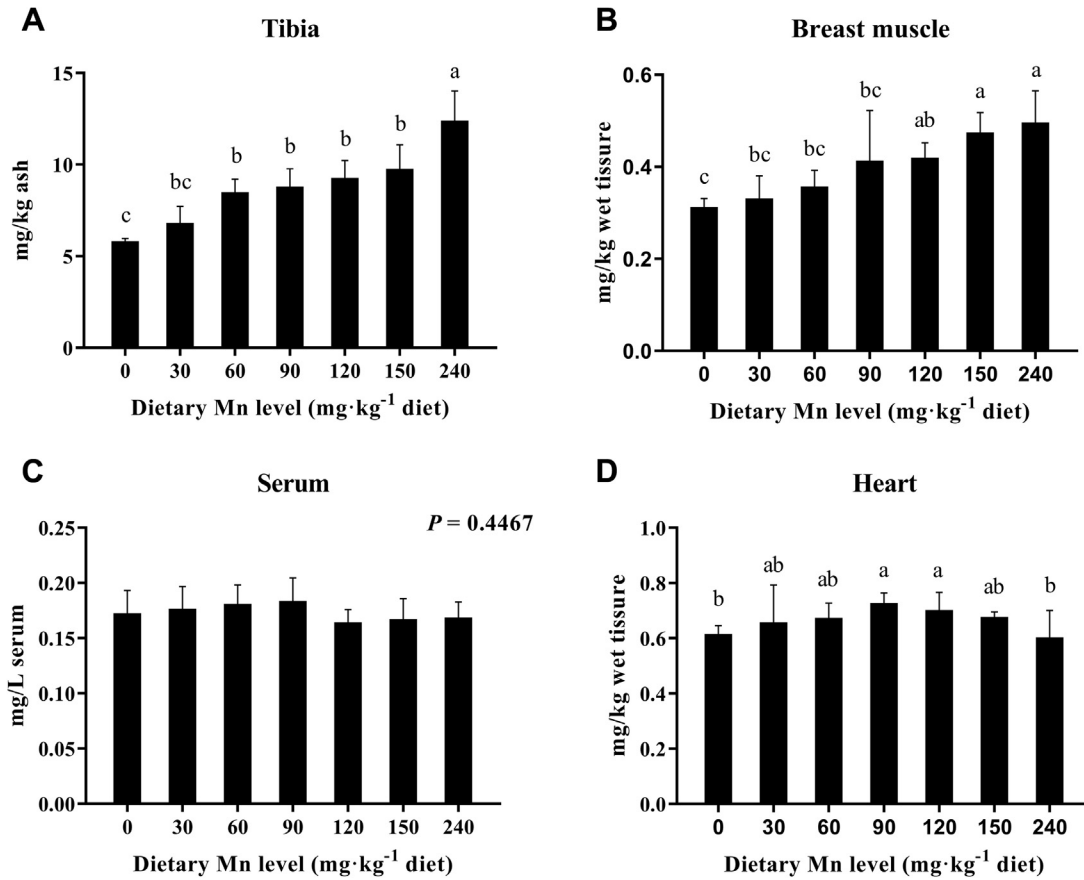 A
Tibia
15
10
5
0
mg/kg ash
c
bc
b
b
b
b
a
0 30 60 90 120 150 240
Dietary Mn level (mg·kg⁻¹ diet)
B
Breast muscle
0.6
0.4
0.2
0.0
mg/kg wet tissure
c
bc
bc
bc
ab
a
a
0 30 60 90 120 150 240
Dietary Mn level (mg·kg⁻¹ diet)
C
Serum
P = 0.4467
0.25
0.20
0.15
0.10
0.05
0.00
mg/L serum
0 30 60 90 120 150 240
Dietary Mn level (mg·kg⁻¹ diet)
D
Heart
1.0
0.8
0.6
0.4
0.2
0.0
mg/kg wet tissure
b
ab
ab
a
a
ab
b
0 30 60 90 120 150 240
Dietary Mn level (mg·kg⁻¹ diet)